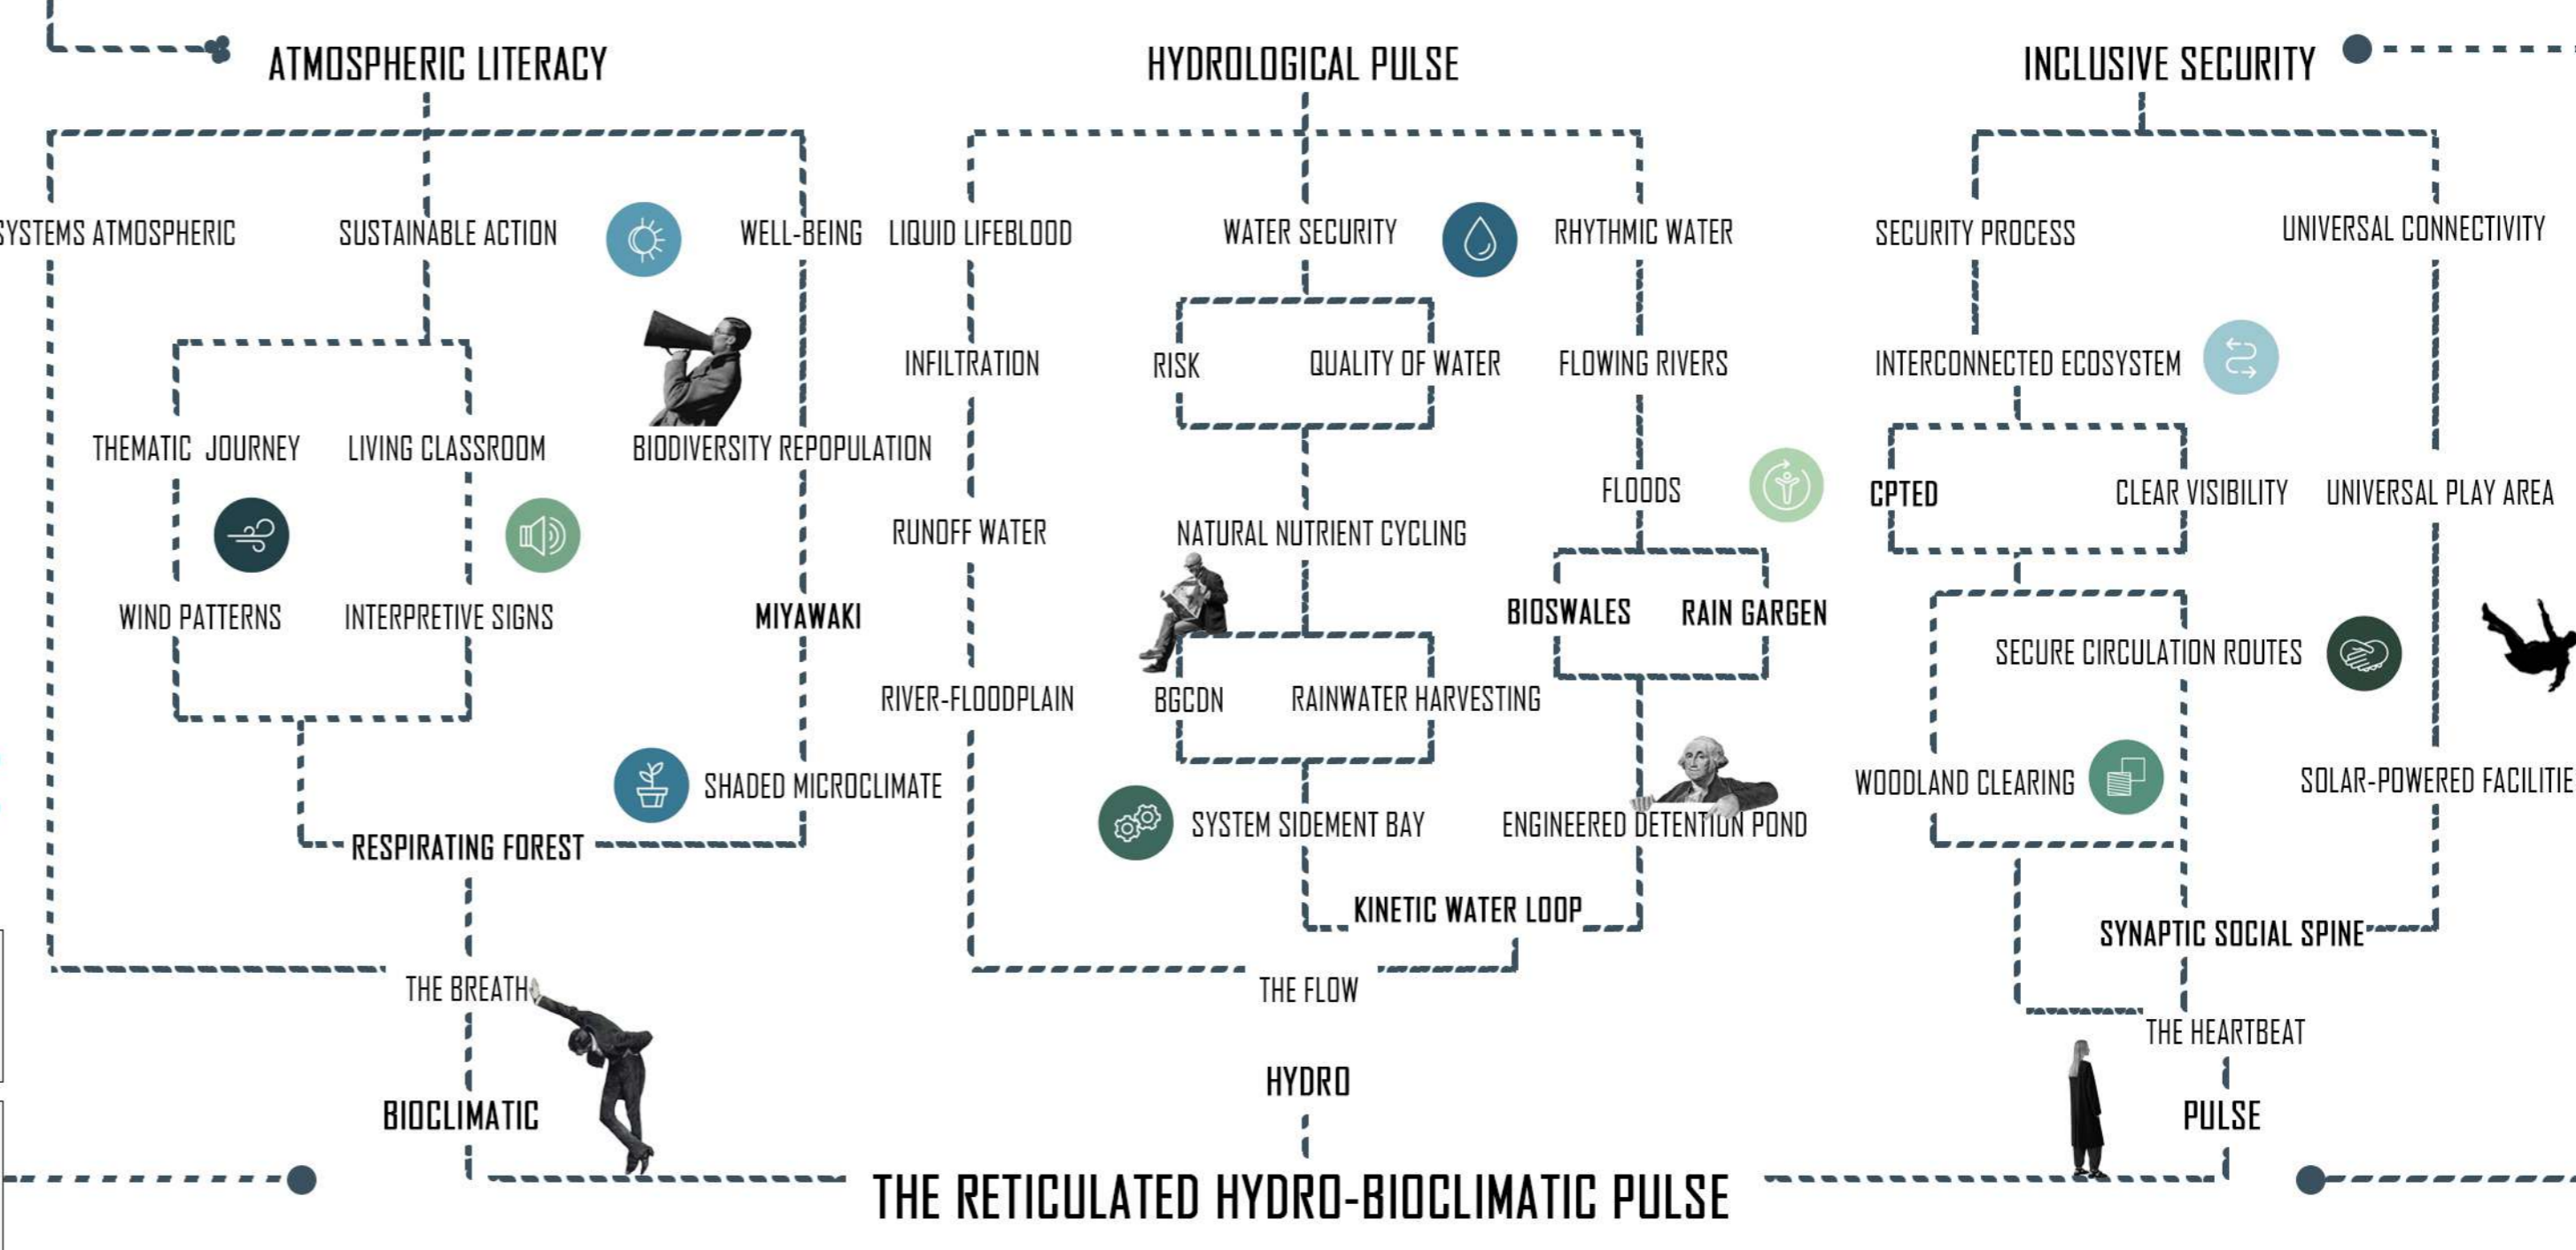 ATMOSPHERIC LITERACY
HYDROLOGICAL PULSE
INCLUSIVE SECURITY
SYSTEMS ATMOSPHERIC
SUSTAINABLE ACTION
WELL-BEING
LIQUID LIFEBLOOD
WATER SECURITY
RHYTHMIC WATER
SECURITY PROCESS
UNIVERSAL CONNECTIVITY
INFILTRATION
RISK
QUALITY OF WATER
FLOWING RIVERS
INTERCONNECTED ECOSYSTEM
THEMATIC JOURNEY
LIVING CLASSROOM
BIODIVERSITY REPOPULATION
FLOODS
CPTED
CLEAR VISIBILITY
UNIVERSAL PLAY AREA
RUNOFF WATER
NATURAL NUTRIENT CYCLING
WIND PATTERNS
INTERPRETIVE SIGNS
MIYAWAKI
BIOSWALES
RAIN GARGEN
SECURE CIRCULATION ROUTES
RIVER-FLOODPLAIN
BGCDN
RAINWATER HARVESTING
SHADED MICROCLIMATE
WOODLAND CLEARING
SOLAR-POWERED FACILITIE
SYSTEM SIDEMENT BAY
ENGINEERED DETENTION POND
RESPIRATING FOREST
KINETIC WATER LOOP
SYNAPTIC SOCIAL SPINE
THE BREATH
THE FLOW
THE HEARTBEAT
HYDRO
BIOCLIMATIC
PULSE
THE RETICULATED HYDRO-BIOCLIMATIC PULSE